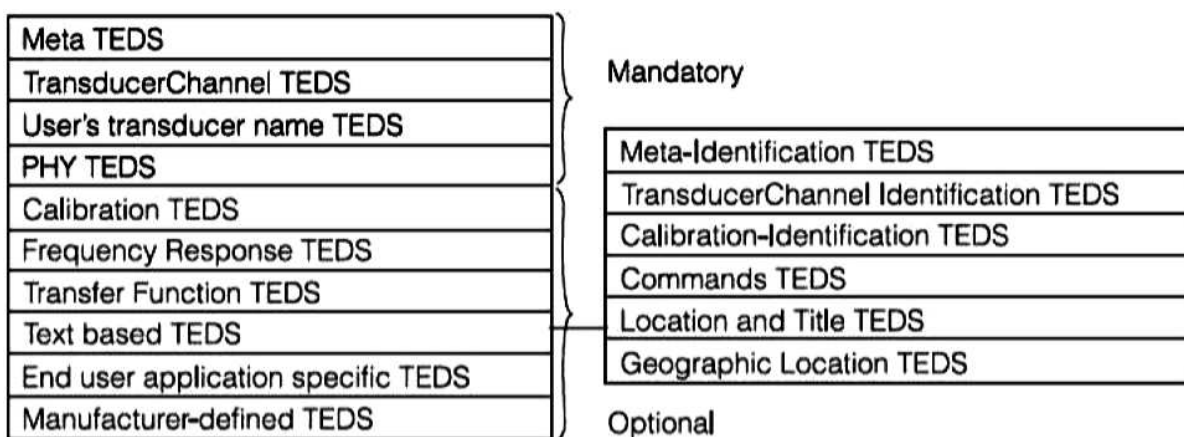 Meta TEDS
TransducerChannel TEDS
User's transducer name TEDS
PHY TEDS
Calibration TEDS
Frequency Response TEDS
Transfer Function TEDS
Text based TEDS
End user application specific TEDS
Manufacturer-defined TEDS
Mandatory
Meta-Identification TEDS
TransducerChannel Identification TEDS
Calibration-Identification TEDS
Commands TEDS
Location and Title TEDS
Geographic Location TEDS
Optional